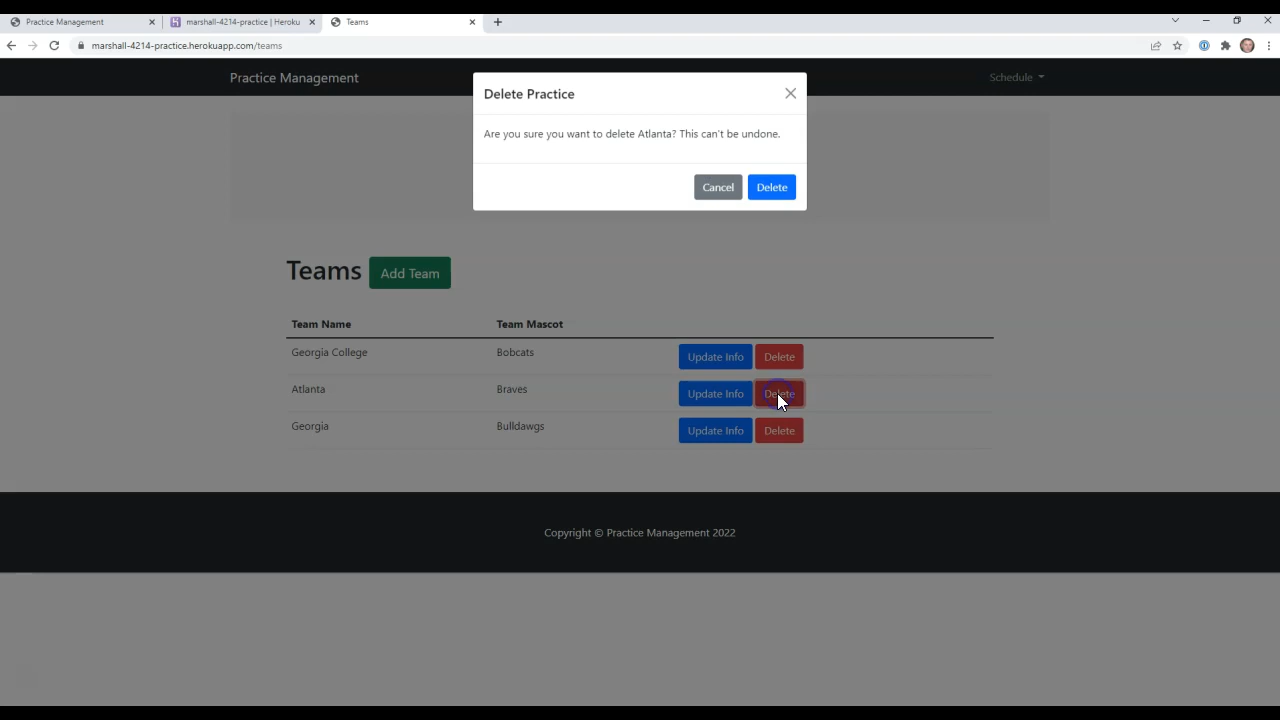 Practice Management
marshall-4214-practice | Heroku
Teams
marshall-4214-practice.herokuapp.com/teams
Practice Management
Schedule
Delete Practice
Are you sure you want to delete Atlanta? This can't be undone.
Cancel Delete
Teams Add Team
Team Name Team Mascot
Georgia College Bobcats Update Info Delete
Atlanta Braves Update Info Delete
Georgia Bulldawgs Update Info Delete
Copyright © Practice Management 2022